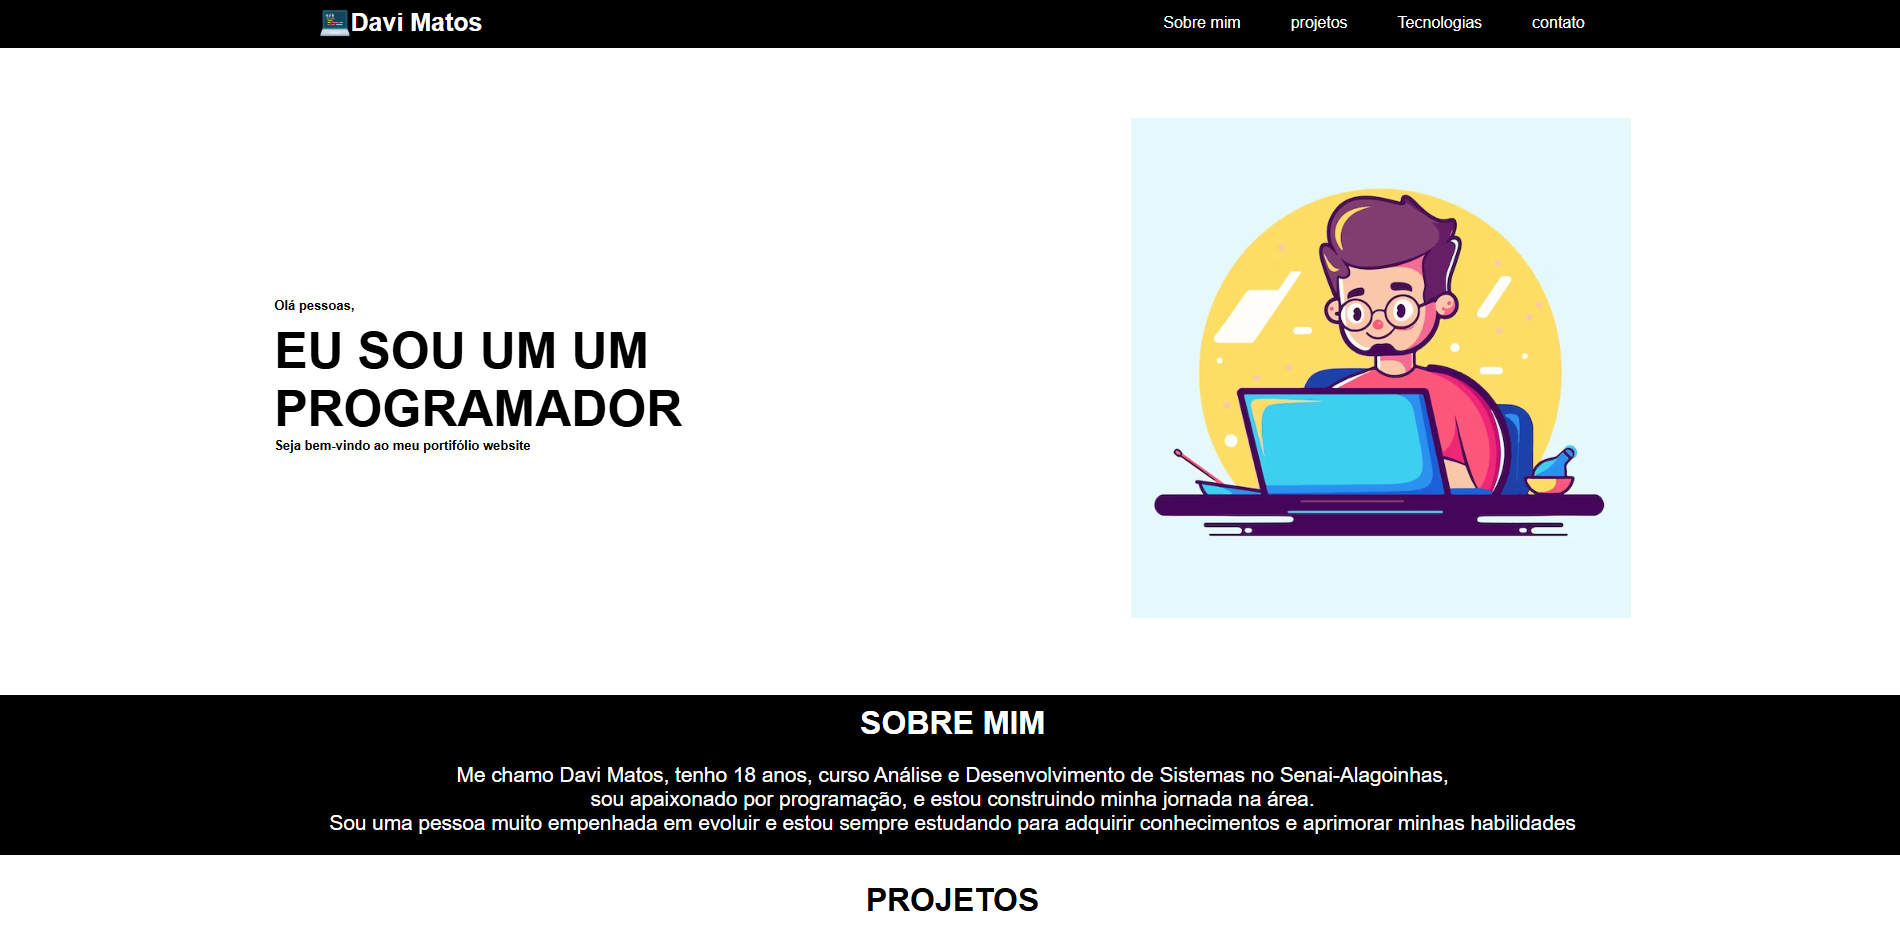 Davi Matos
Sobre mim projetos Tecnologias contato
Olá pessoas,
EU SOU UM UM
PROGRAMADOR
Seja bem-vindo ao meu portifólio website
SOBRE MIM
Me chamo Davi Matos, tenho 18 anos, curso Análise e Desenvolvimento de Sistemas no Senai-Alagoinhas,
sou apaixonado por programação, e estou construindo minha jornada na área.
Sou uma pessoa muito empenhada em evoluir e estou sempre estudando para adquirir conhecimentos e aprimorar minhas habilidades
PROJETOS